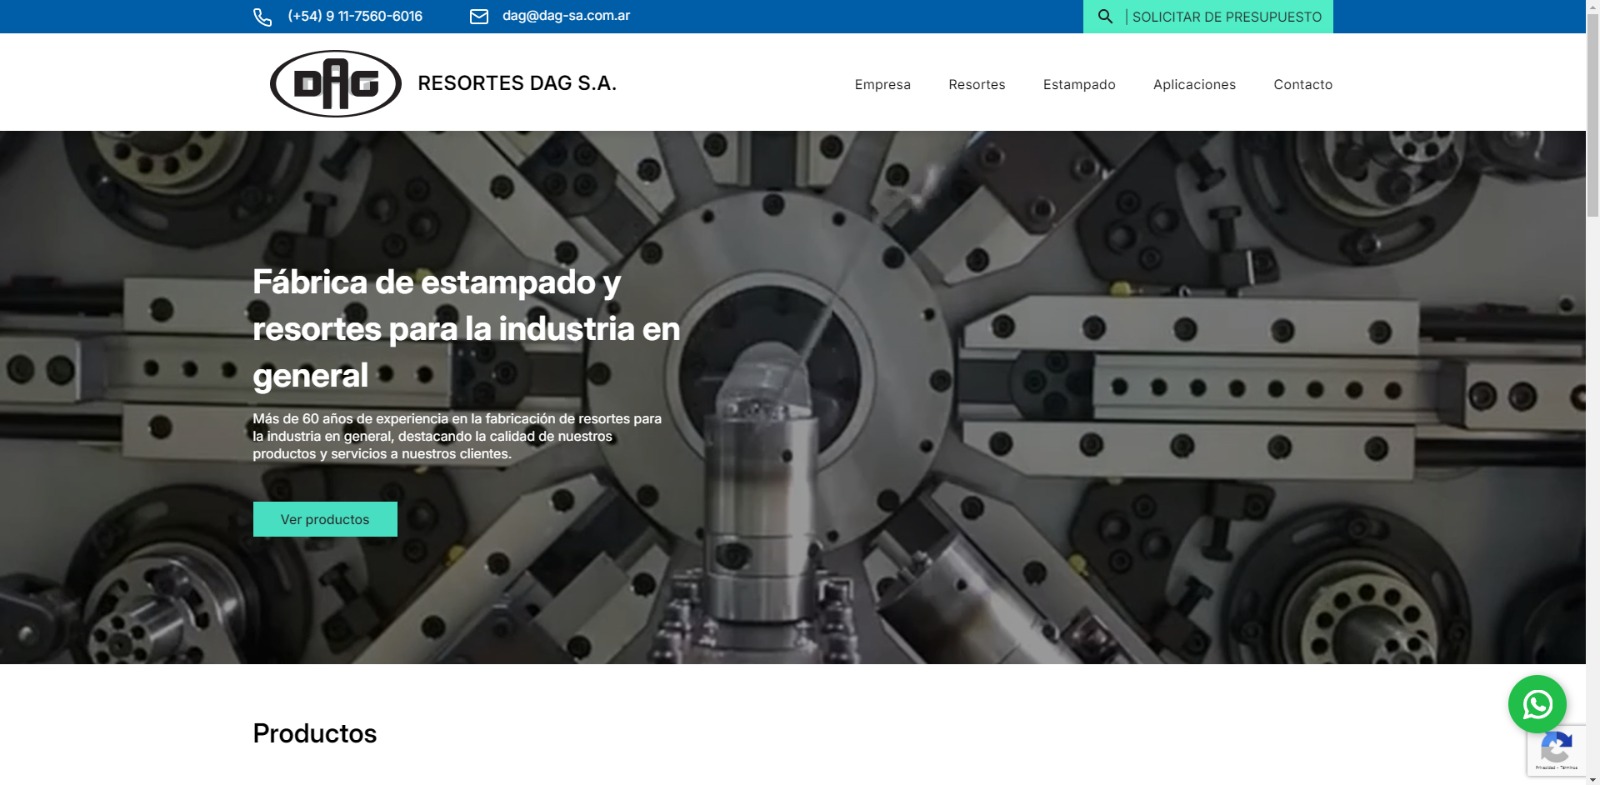 (+54) 9 11-7560-6016
dag@dag-sa.com.ar
| SOLICITAR DE PRESUPUESTO
DAG
RESORTES DAG S.A.
Empresa
Resortes
Estampado
Aplicaciones
Contacto
Fábrica de estampado y
resortes para la industria en
general
Más de 60 años de experiencia en la fabricación de resortes para
la industria en general, destacando la calidad de nuestros
productos y servicios a nuestros clientes.
Ver productos
Productos
Privacidad - Términos